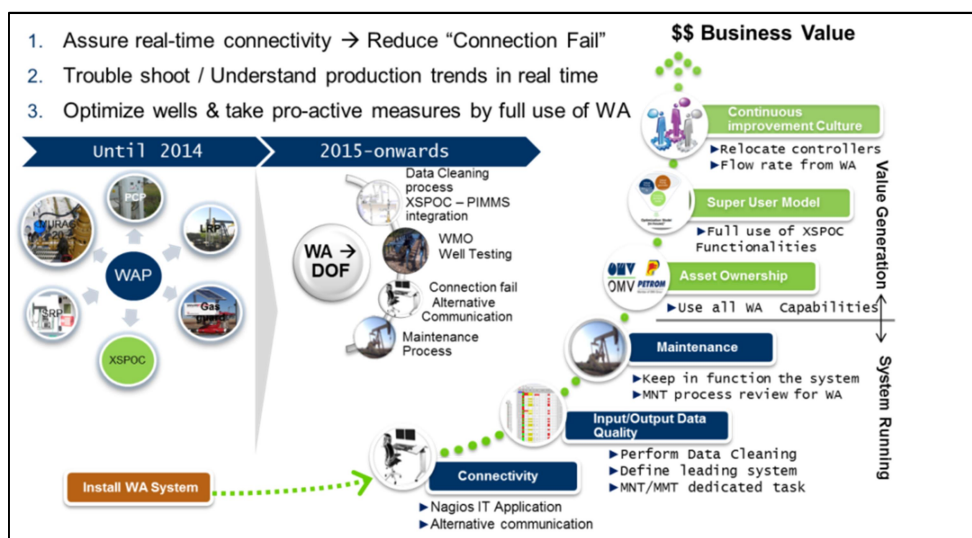 1. Assure real-time connectivity → Reduce “Connection Fail”
2. Trouble shoot / Understand production trends in real time
3. Optimize wells & take pro-active measures by full use of WA
$$ Business Value
Until 2014
2015-onwards
PCP
LRP
WAP
SRP
Gas
XSPOC
WA →
DOF
Data Cleaning
process
XSPOC – PIMMS
integration
WMO
Well Testing
Connection fail
Alternative
Communication
Maintenance
Process
Continuous
improvement Culture
►Relocate controllers
►Flow rate from WA
Super User Model
►Full use of XSPOC
Functionalities
OMV
OMV
PETROM
Asset Ownership
►Use all WA Capabilities
Maintenance
►Keep in function the system
►MNT process review for WA
Input/Output Data
Quality
►Perform Data Cleaning
►Define leading system
►MNT/MMT dedicated task
Connectivity
►Nagios IT Application
►Alternative communication
Install WA System
Value Generation
System Running